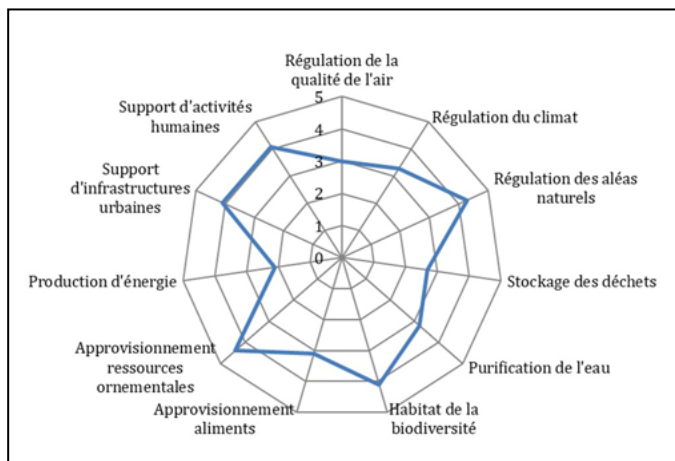 Régulation de la
qualité de l'air
Régulation du climat
Régulation des aléas
naturels
Stockage des déchets
Purification de l'eau
Habitat de la
biodiversité
Approvisionnement
aliments
Approvisionnement
ressources
ornementales
Production d'énergie
Support
d'infrastructures
urbaines
Support d'activités
humaines
5
4
3
2
1
0